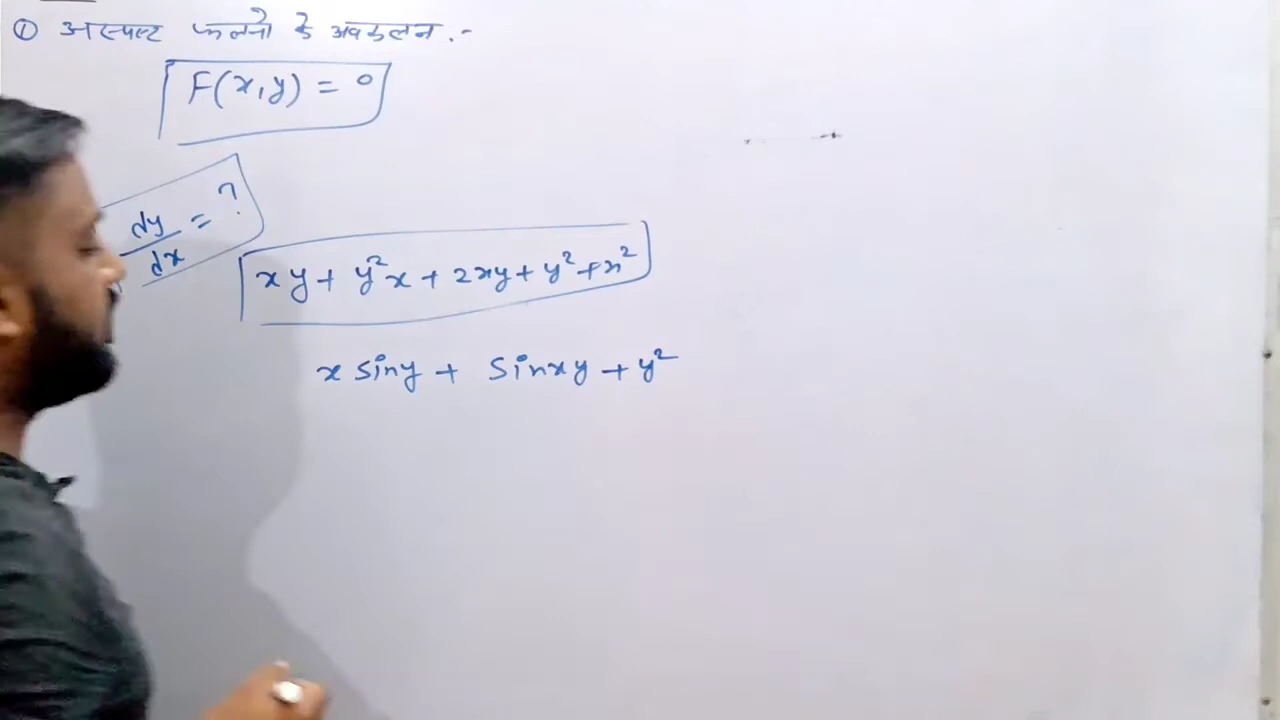 ① अस्पष्ट फलनो के अवकलन .-
F(x,y) = 0
dy/dx = ?
xy + y²x + 2xy + y² + x²
x siny + sinxy + y²